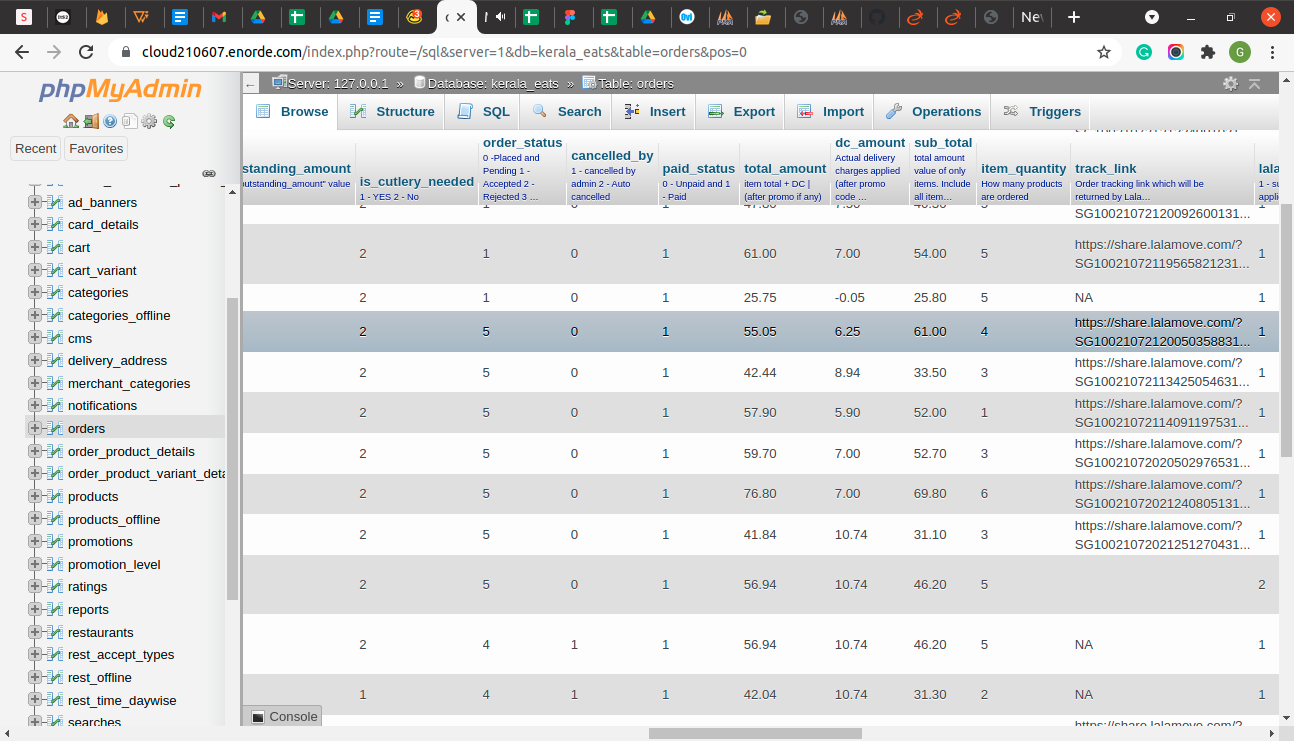 S
INS2
Ovi
MAA
MAA
G
New
cloud210607.enorde.com/index.php?route=/sql&server=1&db=kerala_eats&table=orders&pos=0
G
phpMyAdmin
Recent
Favorites
ad_banners
card_details
cart
cart_variant
categories
categories_offline
cms
delivery_address
merchant_categories
notifications
orders
order_product_details
order_product_variant_deta
products
products_offline
promotions
promotion_level
ratings
reports
restaurants
rest_accept_types
rest_offline
rest_time_daywise
searches
Server: 127.0.0.1 » Database: kerala_eats » Table: orders
Browse Structure SQL Search Insert Export Import Operations Triggers
standing_amount
outstanding_amount" value
is_cutlery_needed
1 - YES 2 - No
order_status
0 -Placed and
Pending 1 -
Accepted 2 -
Rejected 3 ...
cancelled_by
1 - cancelled by
admin 2 - Auto
cancelled
paid_status
0 - Unpaid and 1
- Paid
total_amount
item total + DC |
(after promo if any)
dc_amount
Actual delivery
charges applied
(after promo
code ...
sub_total
total amount
value of only
items. Include
all item...
item_quantity
How many products
are ordered
track_link
Order tracking link which will be
returned by Lala...
lala
1 - su
appli
SG10021072120092600131...
2 1 0 1 61.00 7.00 54.00 5 https://share.lalamove.com/?
SG10021072119565821231... 1
2 1 0 1 25.75 -0.05 25.80 5 NA 1
2 5 0 1 55.05 6.25 61.00 4 https://share.lalamove.com/?
SG10021072120050358831... 1
2 5 0 1 42.44 8.94 33.50 3 https://share.lalamove.com/?
SG10021072113425054631... 1
2 5 0 1 57.90 5.90 52.00 1 https://share.lalamove.com/?
SG10021072114091197531... 1
2 5 0 1 59.70 7.00 52.70 3 https://share.lalamove.com/?
SG10021072020502976531... 1
2 5 0 1 76.80 7.00 69.80 6 https://share.lalamove.com/?
SG10021072021240805131... 1
2 5 0 1 41.84 10.74 31.10 3 https://share.lalamove.com/?
SG10021072021251270431... 1
2 5 0 1 56.94 10.74 46.20 5 2
2 4 1 1 56.94 10.74 46.20 5 NA 1
1 4 1 1 42.04 10.74 31.30 2 NA 1
https://share.lalamove.com/?
Console